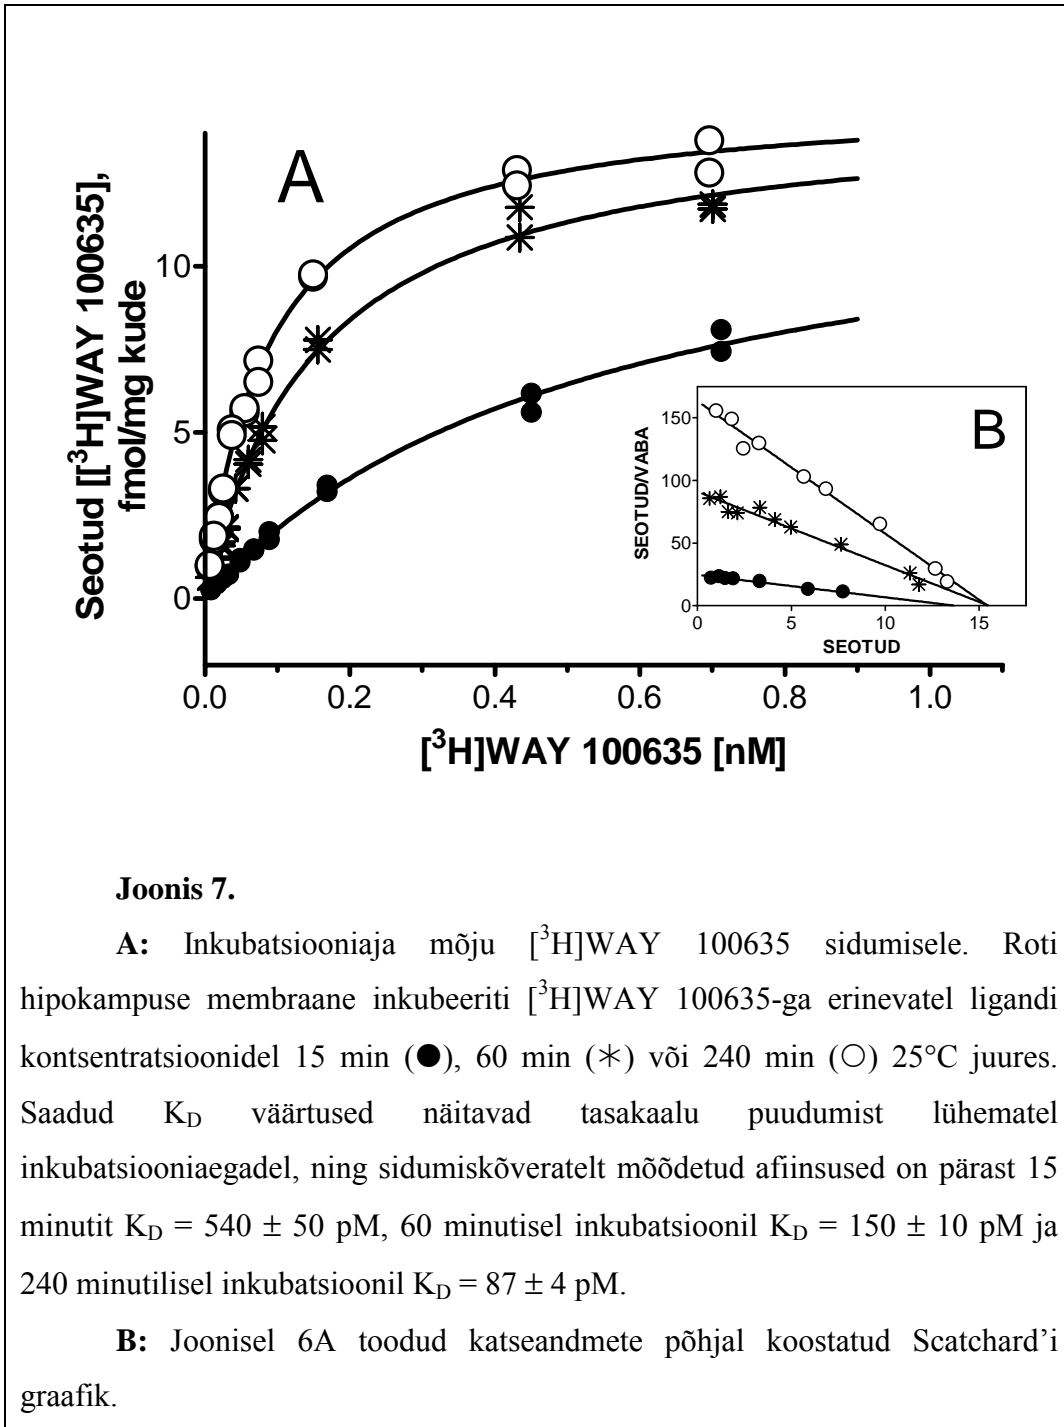 A
Seotud [[³H]WAY 100635],
fmol/mg kude
10
5
0
0.0 0.2 0.4 0.6 0.8 1.0
[³H]WAY 100635 [nM]
B
SEOTUD/VABA
150
100
50
0
0 5 10 15
SEOTUD
Joonis 7.
A: Inkubatsiooniaja mõju [³H]WAY 100635 sidumisele. Roti
hipokampuse membraane inkubeeriti [³H]WAY 100635-ga erinevatel ligandi
kontsentratsioonidel 15 min (●), 60 min (✳) või 240 min (○) 25°C juures.
Saadud K_D väärtused näitavad tasakaalu puudumist lühematel
inkubatsiooniaegadel, ning sidumiskõveratelt mõõdetud afiinsused on pärast 15
minutit K_D = 540 ± 50 pM, 60 minutisel inkubatsioonil K_D = 150 ± 10 pM ja
240 minutilisel inkubatsioonil K_D = 87 ± 4 pM.
B: Joonisel 6A toodud katseandmete põhjal koostatud Scatchard’i
graafik.